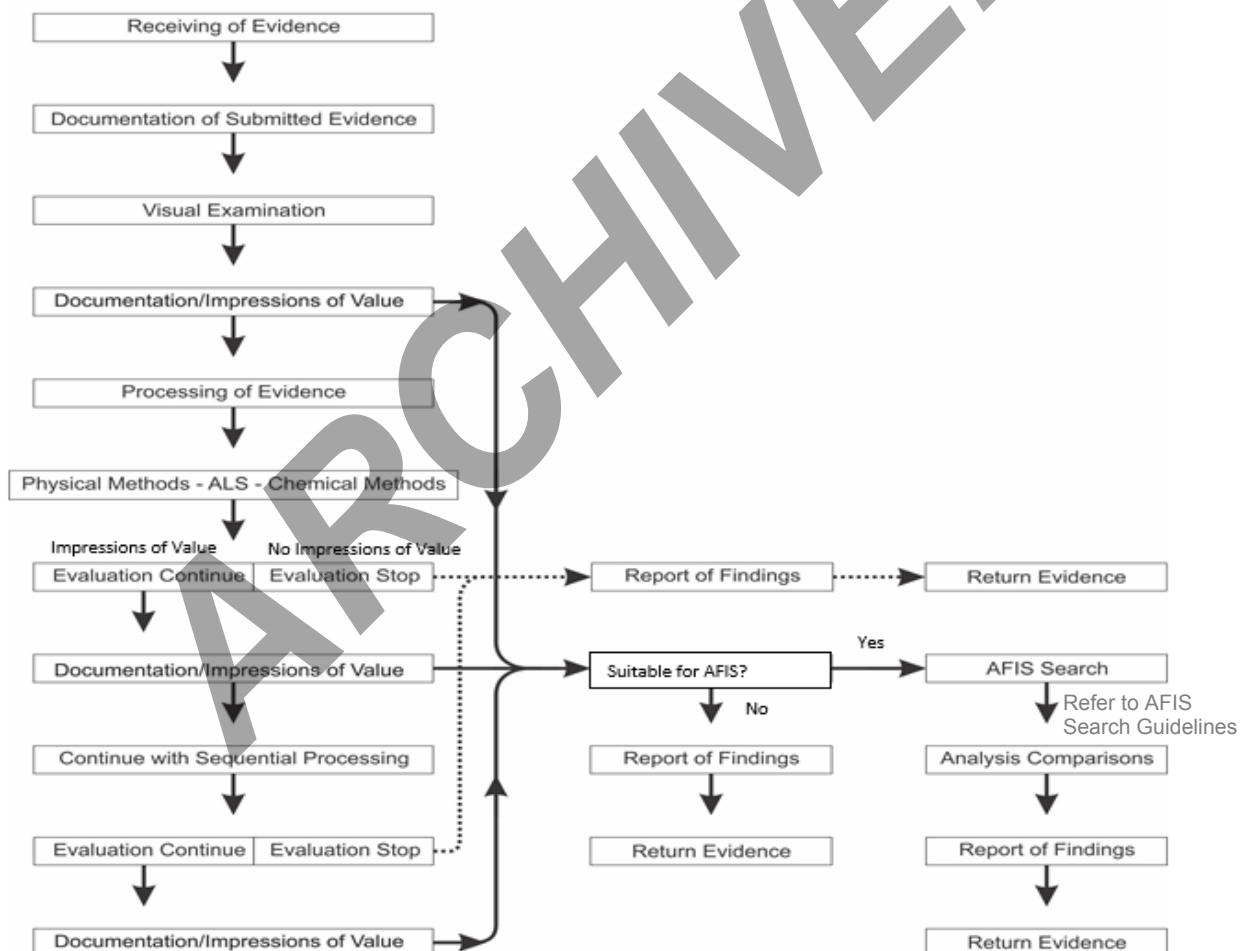 Receiving of Evidence
Documentation of Submitted Evidence
Visual Examination
Documentation/Impressions of Value
Processing of Evidence
Physical Methods - ALS - Chemical Methods
Impressions of Value
No Impressions of Value
Evaluation Continue
Evaluation Stop
Report of Findings
Return Evidence
Documentation/Impressions of Value
Suitable for AFIS?
Yes
AFIS Search
No
Refer to AFIS
Search Guidelines
Continue with Sequential Processing
Report of Findings
Analysis Comparisons
Evaluation Continue
Evaluation Stop
Return Evidence
Report of Findings
Documentation/Impressions of Value
Return Evidence
ARCHIVE